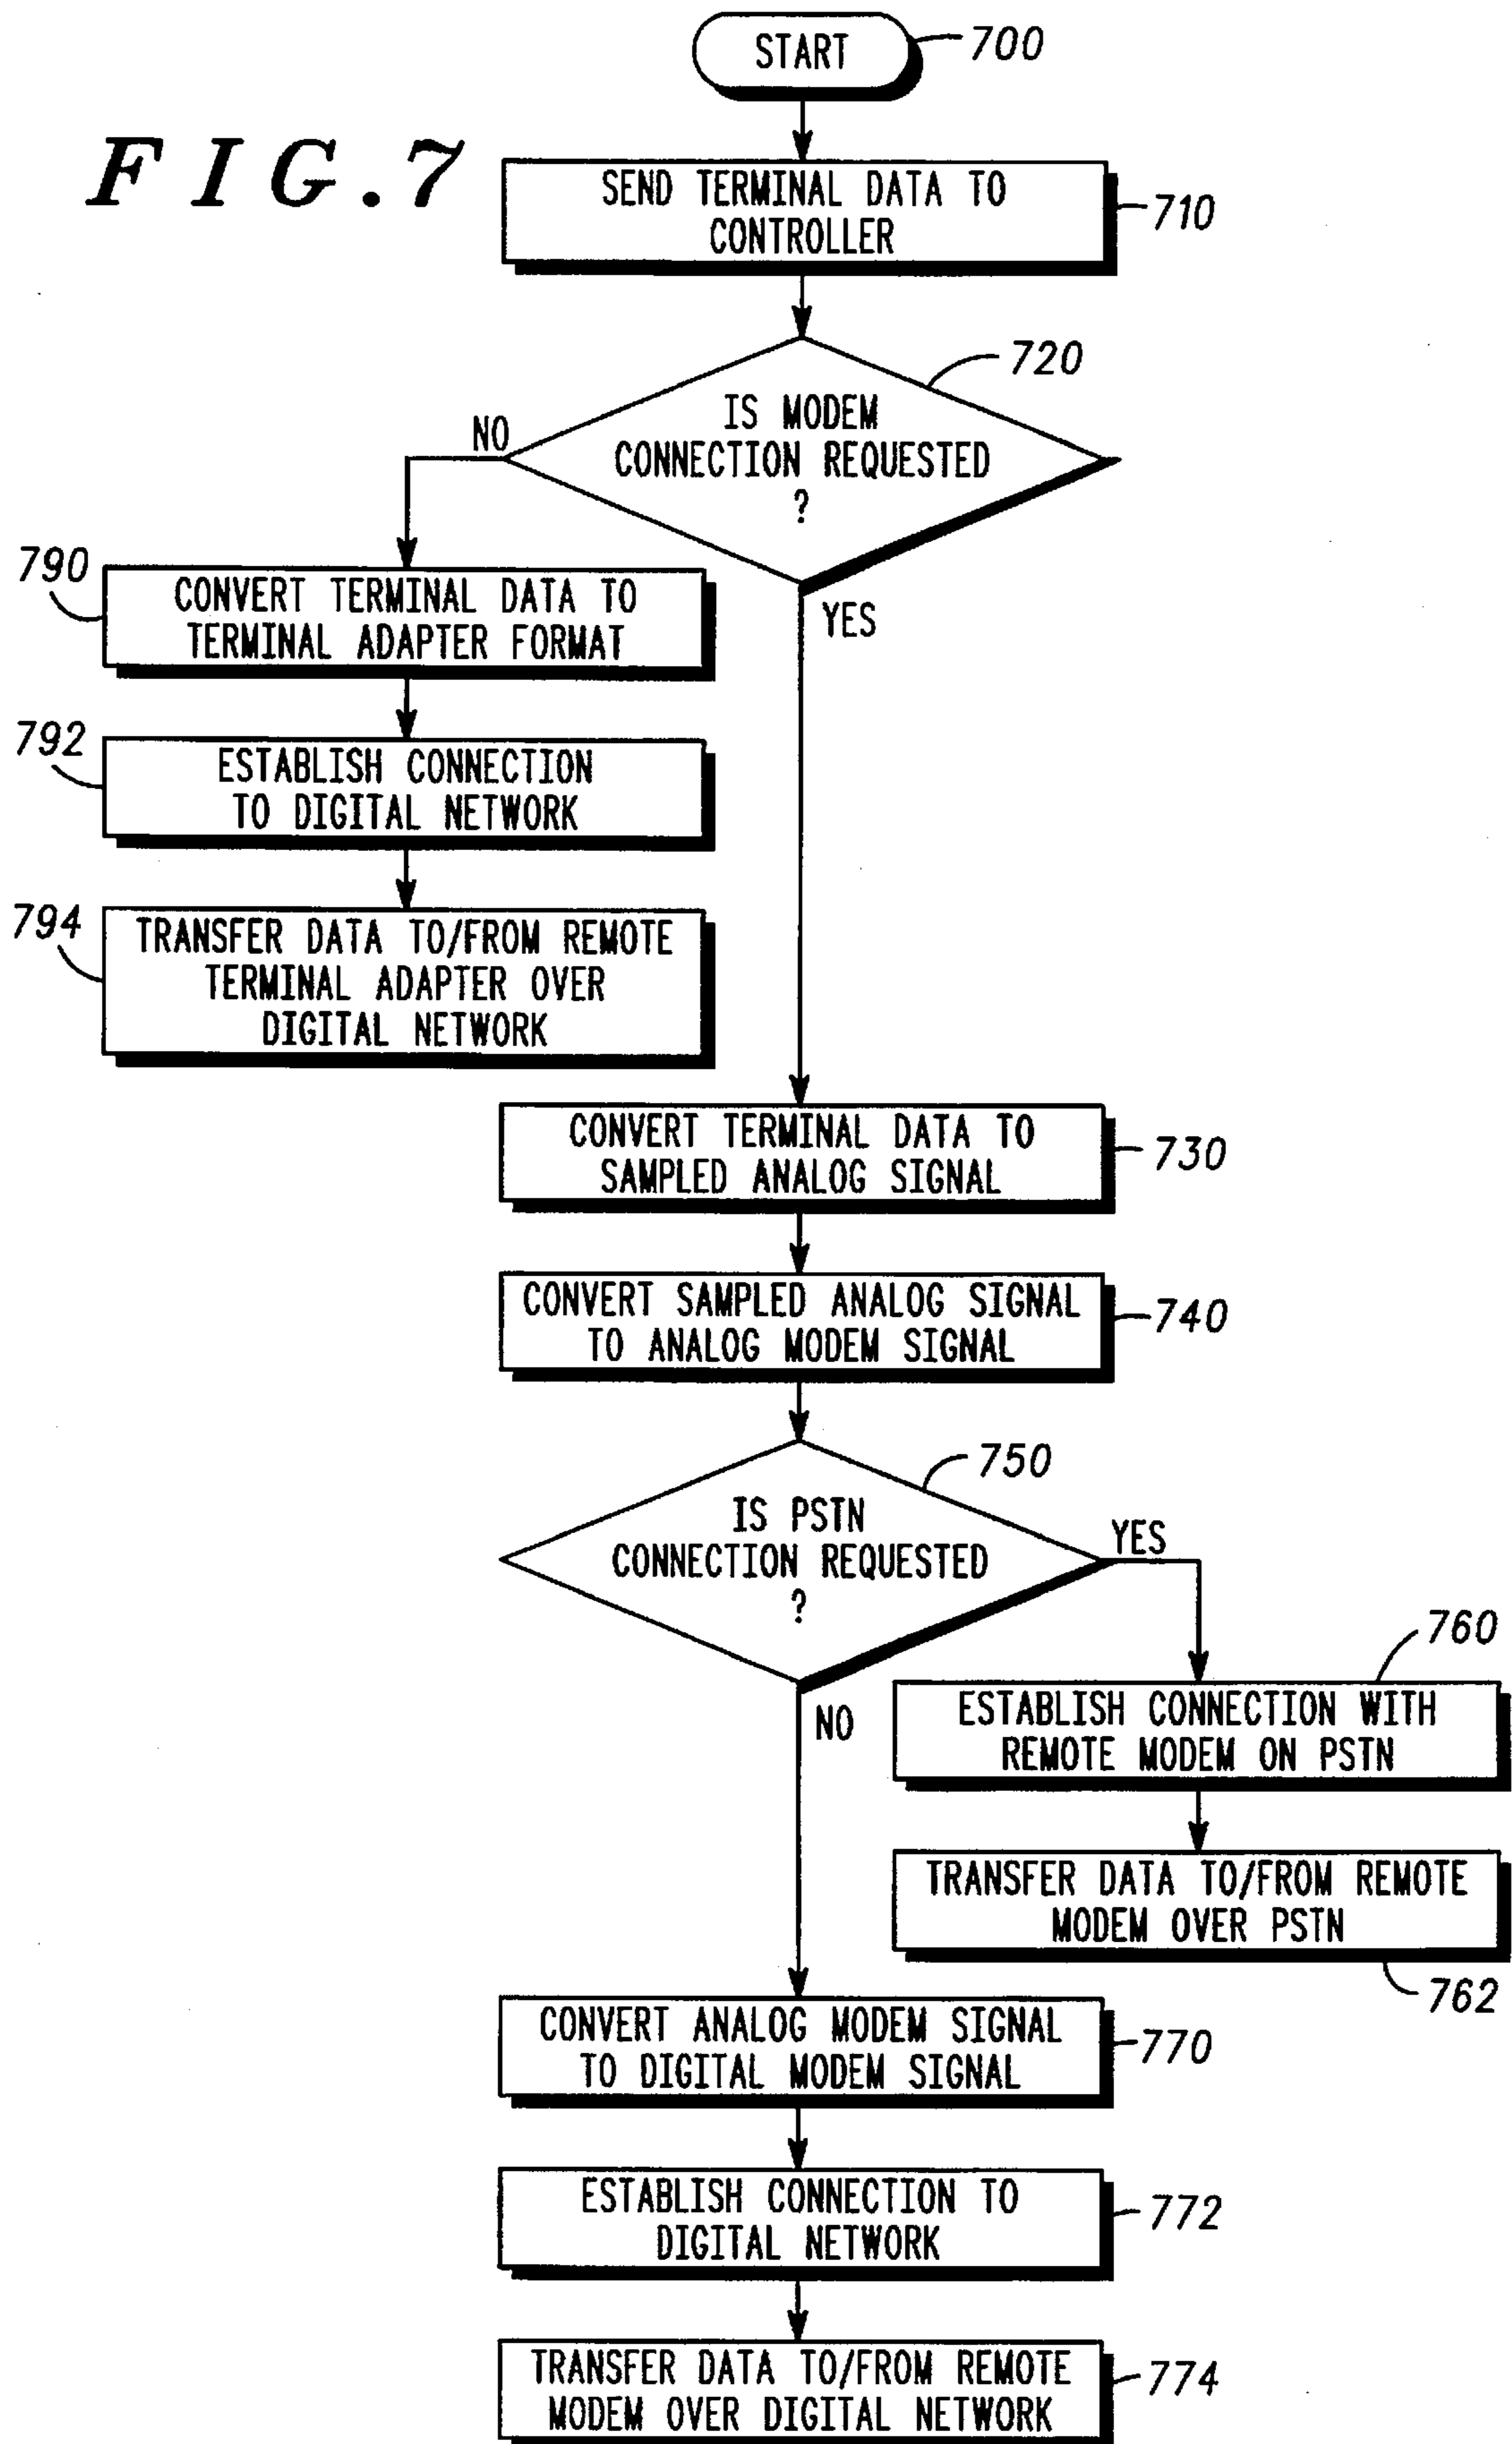 START
700
FIG.7
SEND TERMINAL DATA TO
CONTROLLER
710
720
IS MODEM
CONNECTION REQUESTED
?
NO
YES
790
CONVERT TERMINAL DATA TO
TERMINAL ADAPTER FORMAT
792
ESTABLISH CONNECTION
TO DIGITAL NETWORK
794
TRANSFER DATA TO/FROM REMOTE
TERMINAL ADAPTER OVER
DIGITAL NETWORK
CONVERT TERMINAL DATA TO
SAMPLED ANALOG SIGNAL
730
CONVERT SAMPLED ANALOG SIGNAL
TO ANALOG MODEM SIGNAL
740
750
IS PSTN
CONNECTION REQUESTED
?
YES
NO
760
ESTABLISH CONNECTION WITH
REMOTE MODEM ON PSTN
TRANSFER DATA TO/FROM REMOTE
MODEM OVER PSTN
762
CONVERT ANALOG MODEM SIGNAL
TO DIGITAL MODEM SIGNAL
770
ESTABLISH CONNECTION TO
DIGITAL NETWORK
772
TRANSFER DATA TO/FROM REMOTE
MODEM OVER DIGITAL NETWORK
774